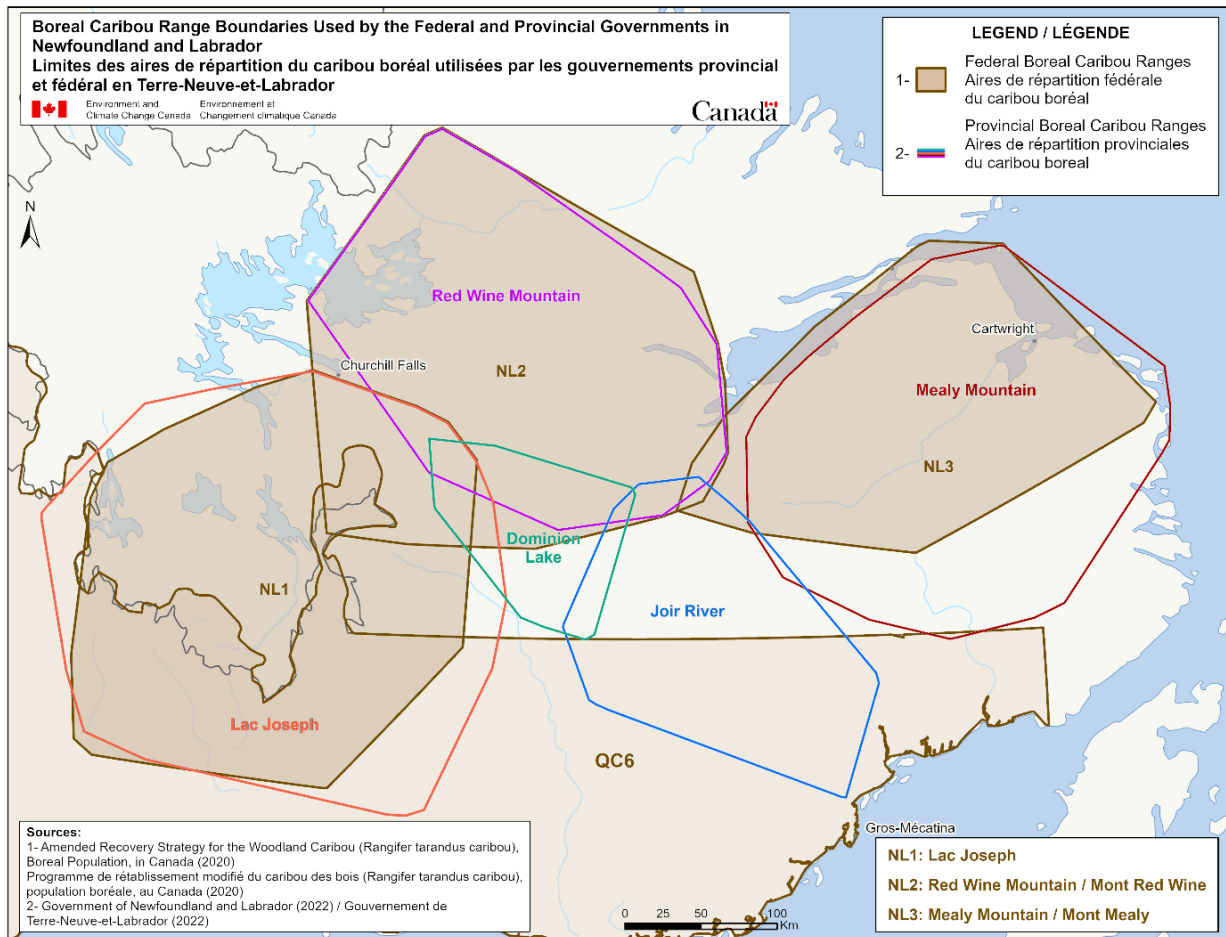 Boreal Caribou Range Boundaries Used by the Federal and Provincial Governments in
Newfoundland and Labrador
Limites des aires de répartition du caribou boréal utilisées par les gouvernements provincial
et fédéral en Terre-Neuve-et-Labrador
Environment and
Climate Change Canada
Environnement et
Changement climatique Canada
Canada
LEGEND / LÉGENDE
1-
Federal Boreal Caribou Ranges
Aires de répartition fédérale
du caribou boréal
2-
Provincial Boreal Caribou Ranges
Aires de répartition provinciales
du caribou boreal
N
Red Wine Mountain
Cartwright
Churchill Falls
NL2
Mealy Mountain
NL3
Dominion
Lake
NL1
Joir River
Lac Joseph
QC6
Gros-Mécatina
Sources:
1- Amended Recovery Strategy for the Woodland Caribou (Rangifer tarandus caribou),
Boreal Population, in Canada (2020)
Programme de rétablissement modifié du caribou des bois (Rangifer tarandus caribou),
population boréale, au Canada (2020)
2- Government of Newfoundland and Labrador (2022) / Gouvernement de
Terre-Neuve-et-Labrador (2022)
0 25 50 100
Km
NL1: Lac Joseph
NL2: Red Wine Mountain / Mont Red Wine
NL3: Mealy Mountain / Mont Mealy